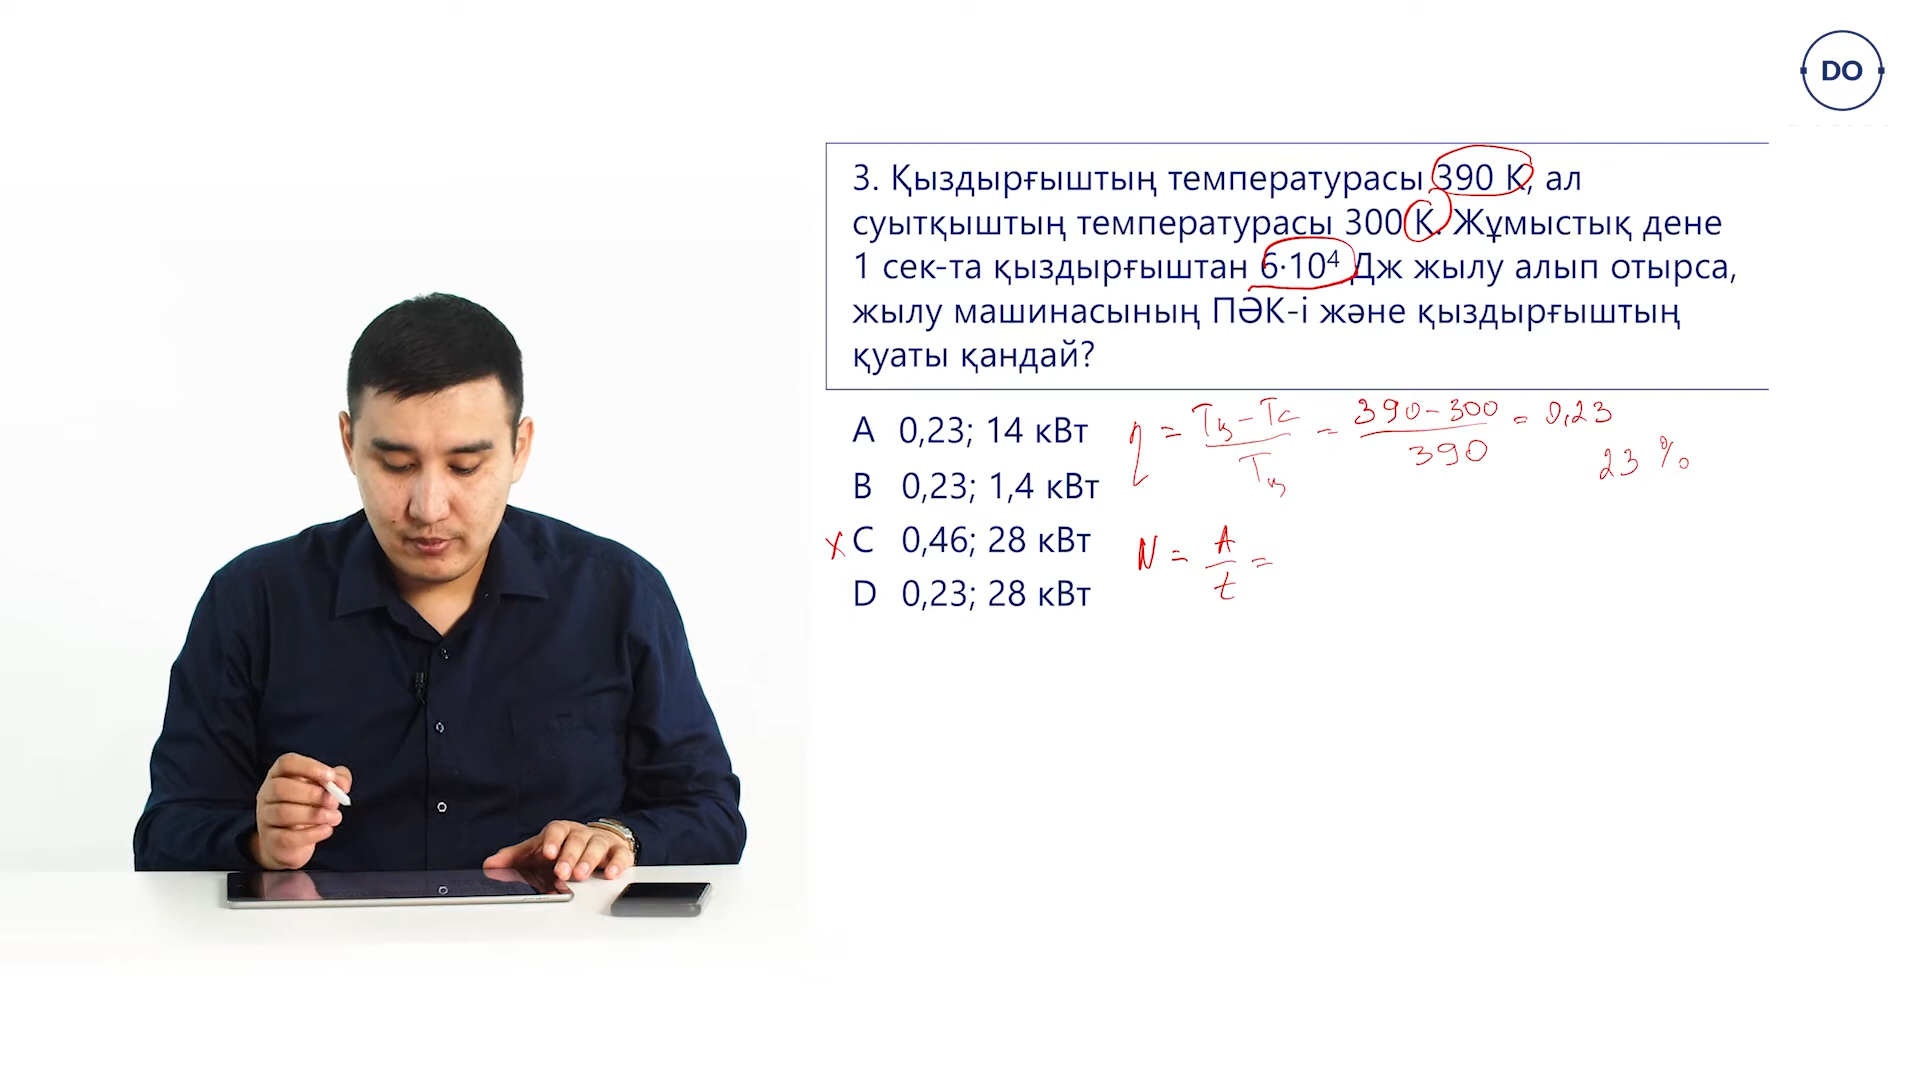 DO
3. Қыздырғыштың температурасы 390 К, ал
суытқыштың температурасы 300 К. Жұмыстық дене
1 сек-та қыздырғыштан 6·10⁴ Дж жылу алып отырса,
жылу машинасының ПӘК-і және қыздырғыштың
қуаты қандай?
A 0,23; 14 кВт
B 0,23; 1,4 кВт
x C 0,46; 28 кВт
D 0,23; 28 кВт
η = (Tқ - Tс) / Tқ = (390 - 300) / 390 = 0,23
23 %
N = A / t =